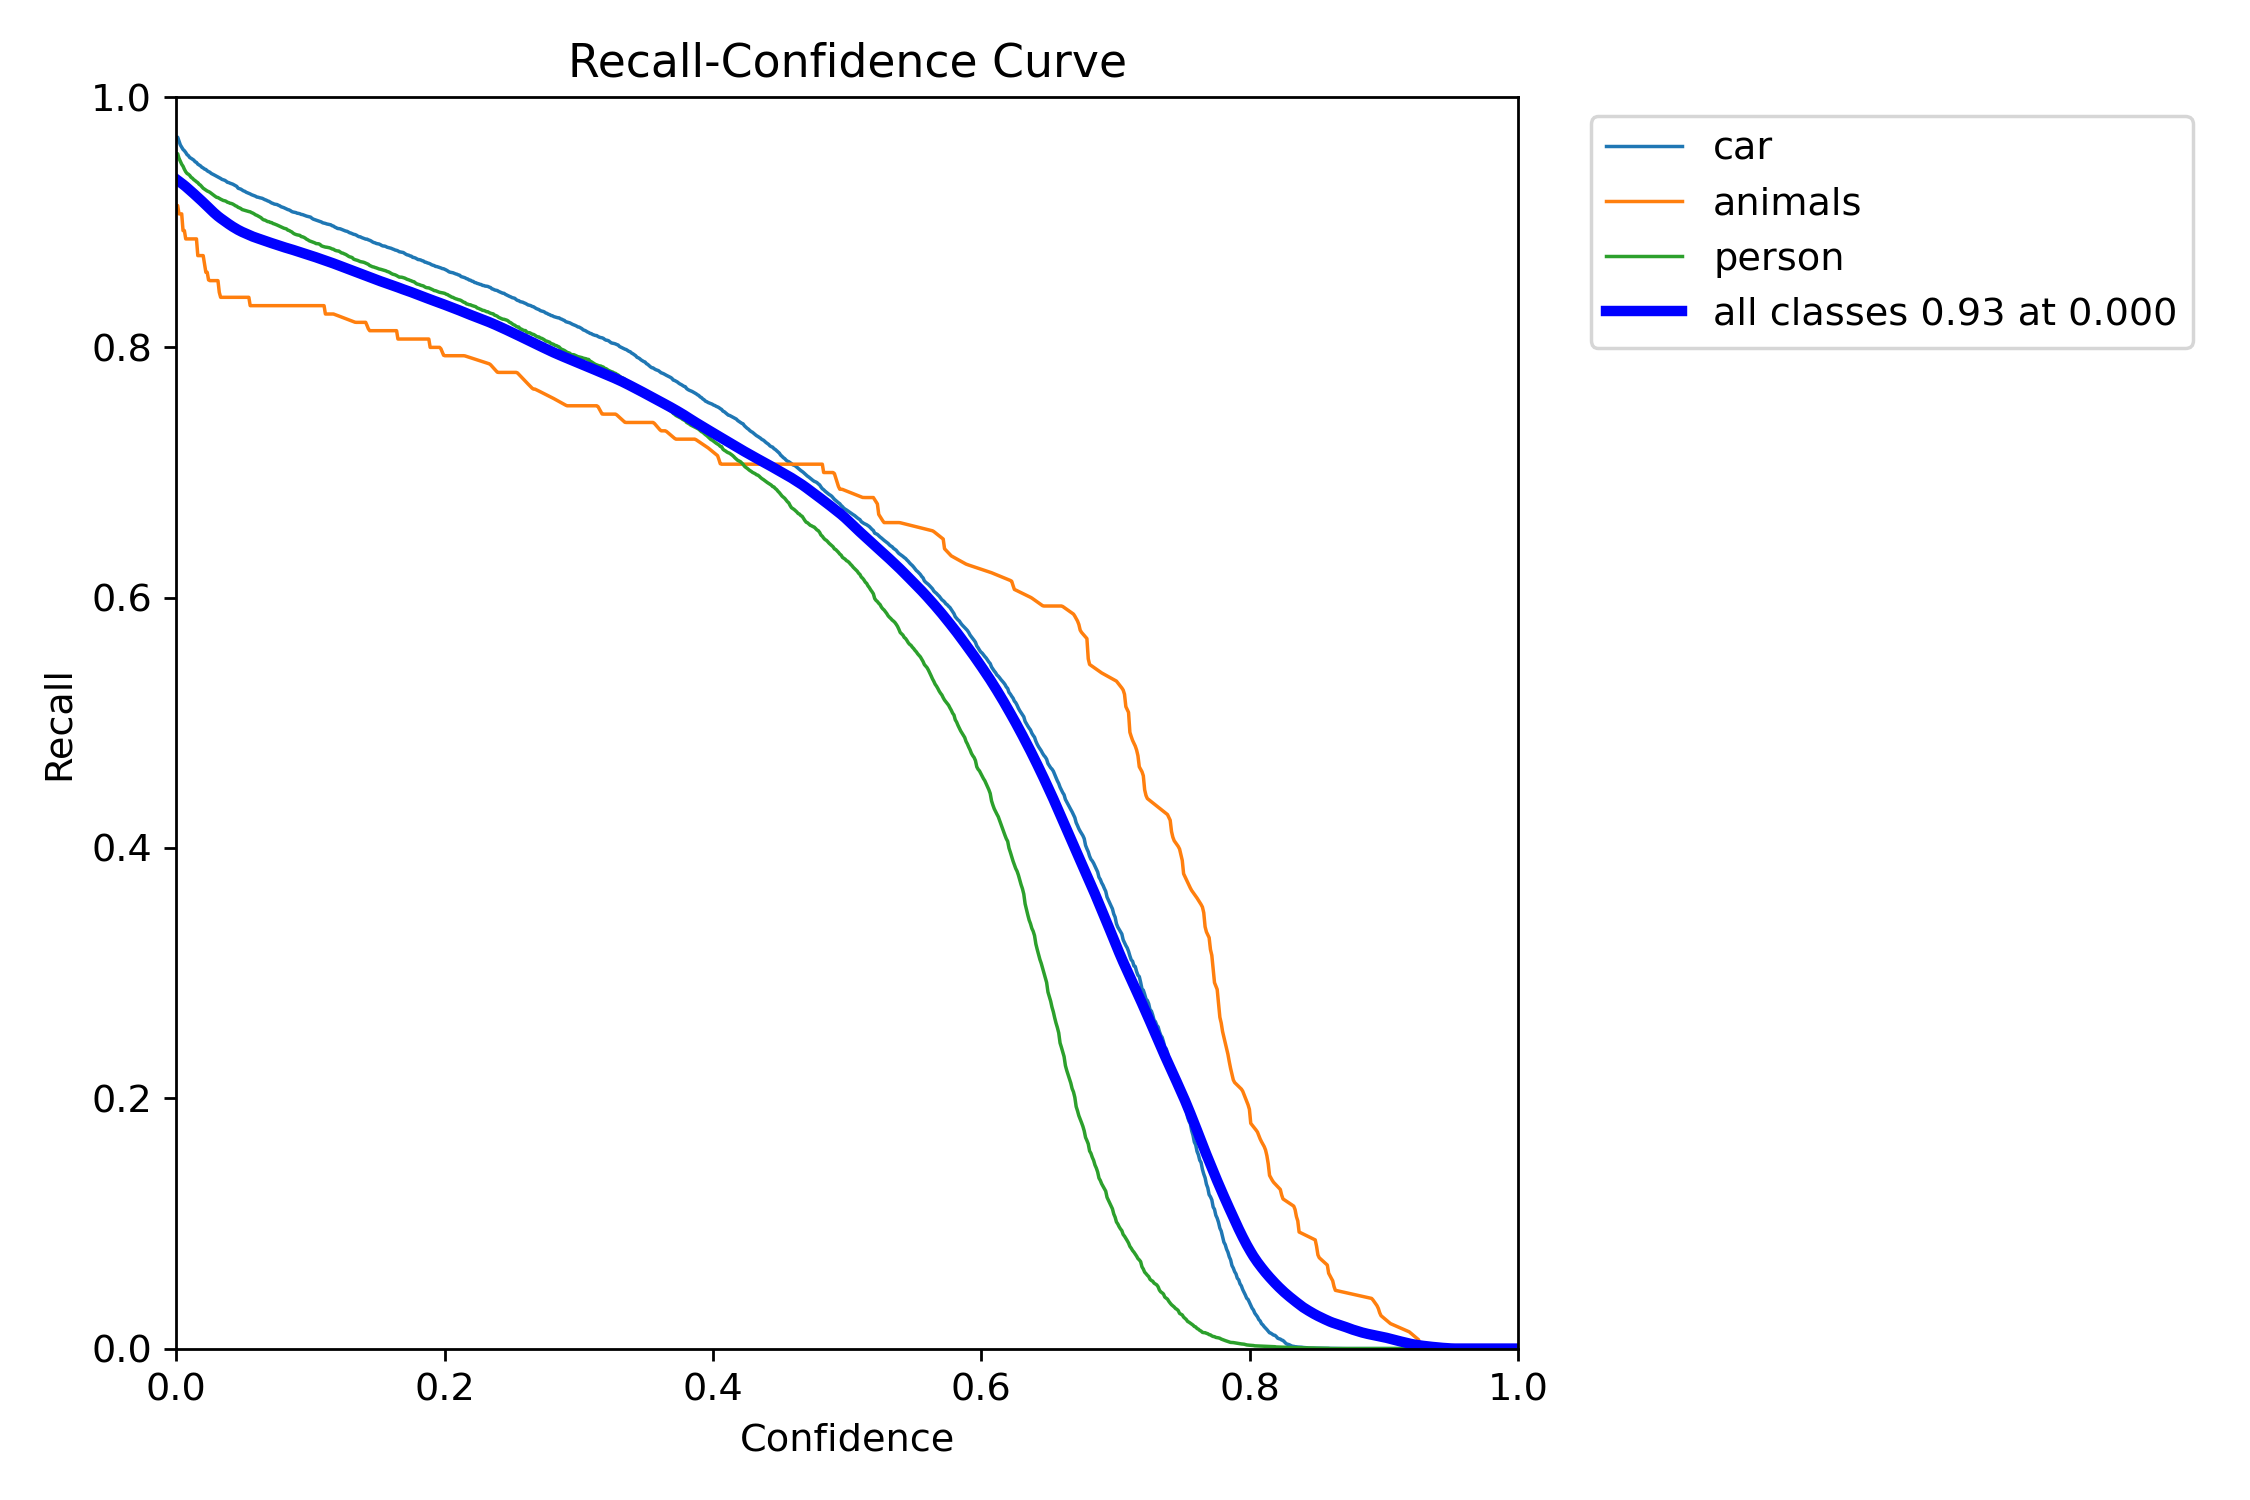 Recall-Confidence Curve
1.0
0.8
0.6
0.4
0.2
0.0
Recall
0.0 0.2 0.4 0.6 0.8 1.0
Confidence
car
animals
person
all classes 0.93 at 0.000